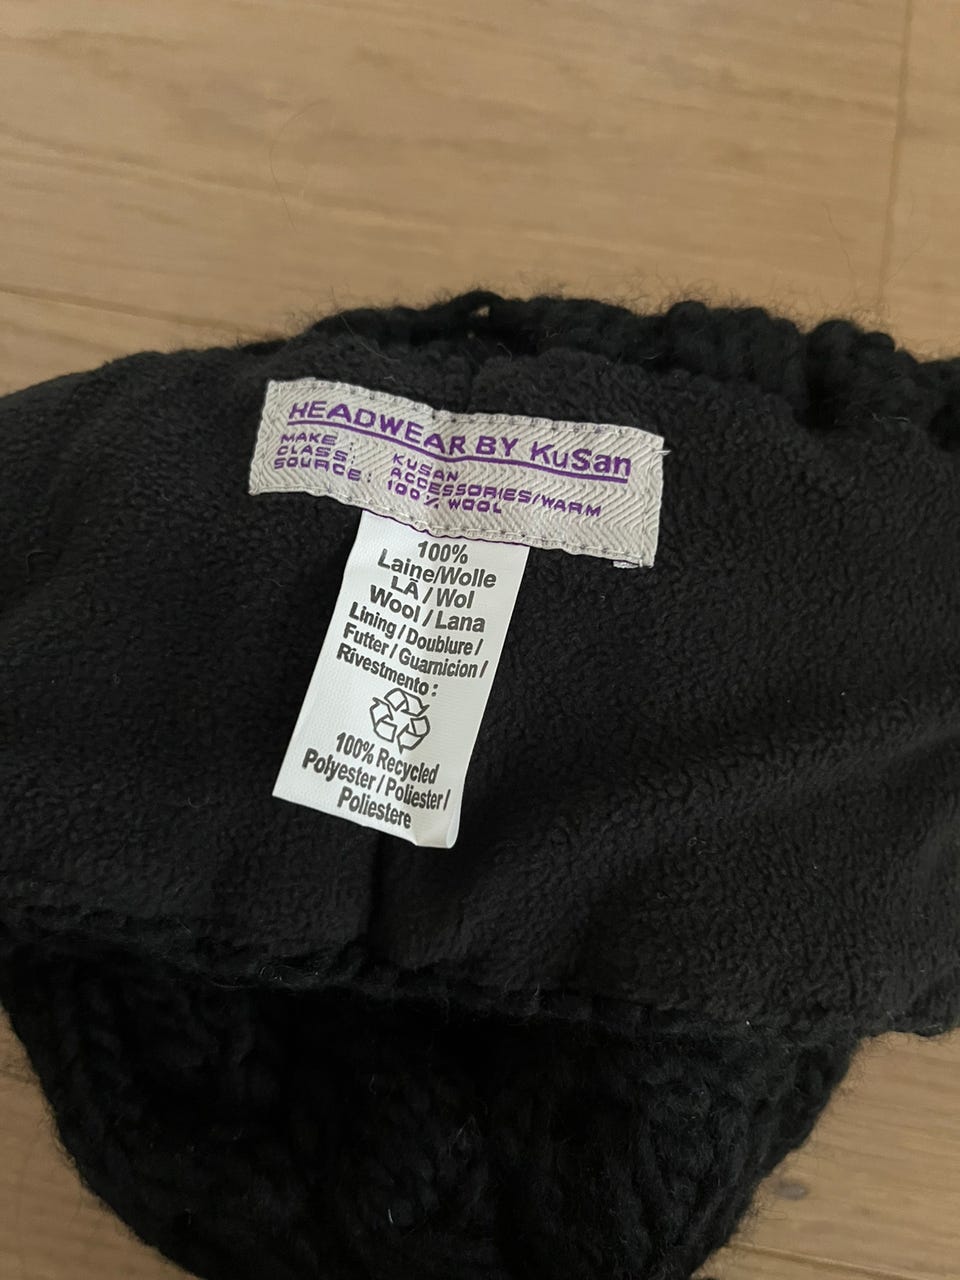 HEADWEAR BY KuSan
MAKE : KUSAN
CLASS: ACCESSORIES/WARM
SOURCE: 100% WOOL
100%
Laine/Wolle
LÃ/Wol
Wool/Lana
Lining/Doublure/
Futter/Guarnicion/
Rivestmento:
100% Recycled
Polyester/Poliester/
Poliestere